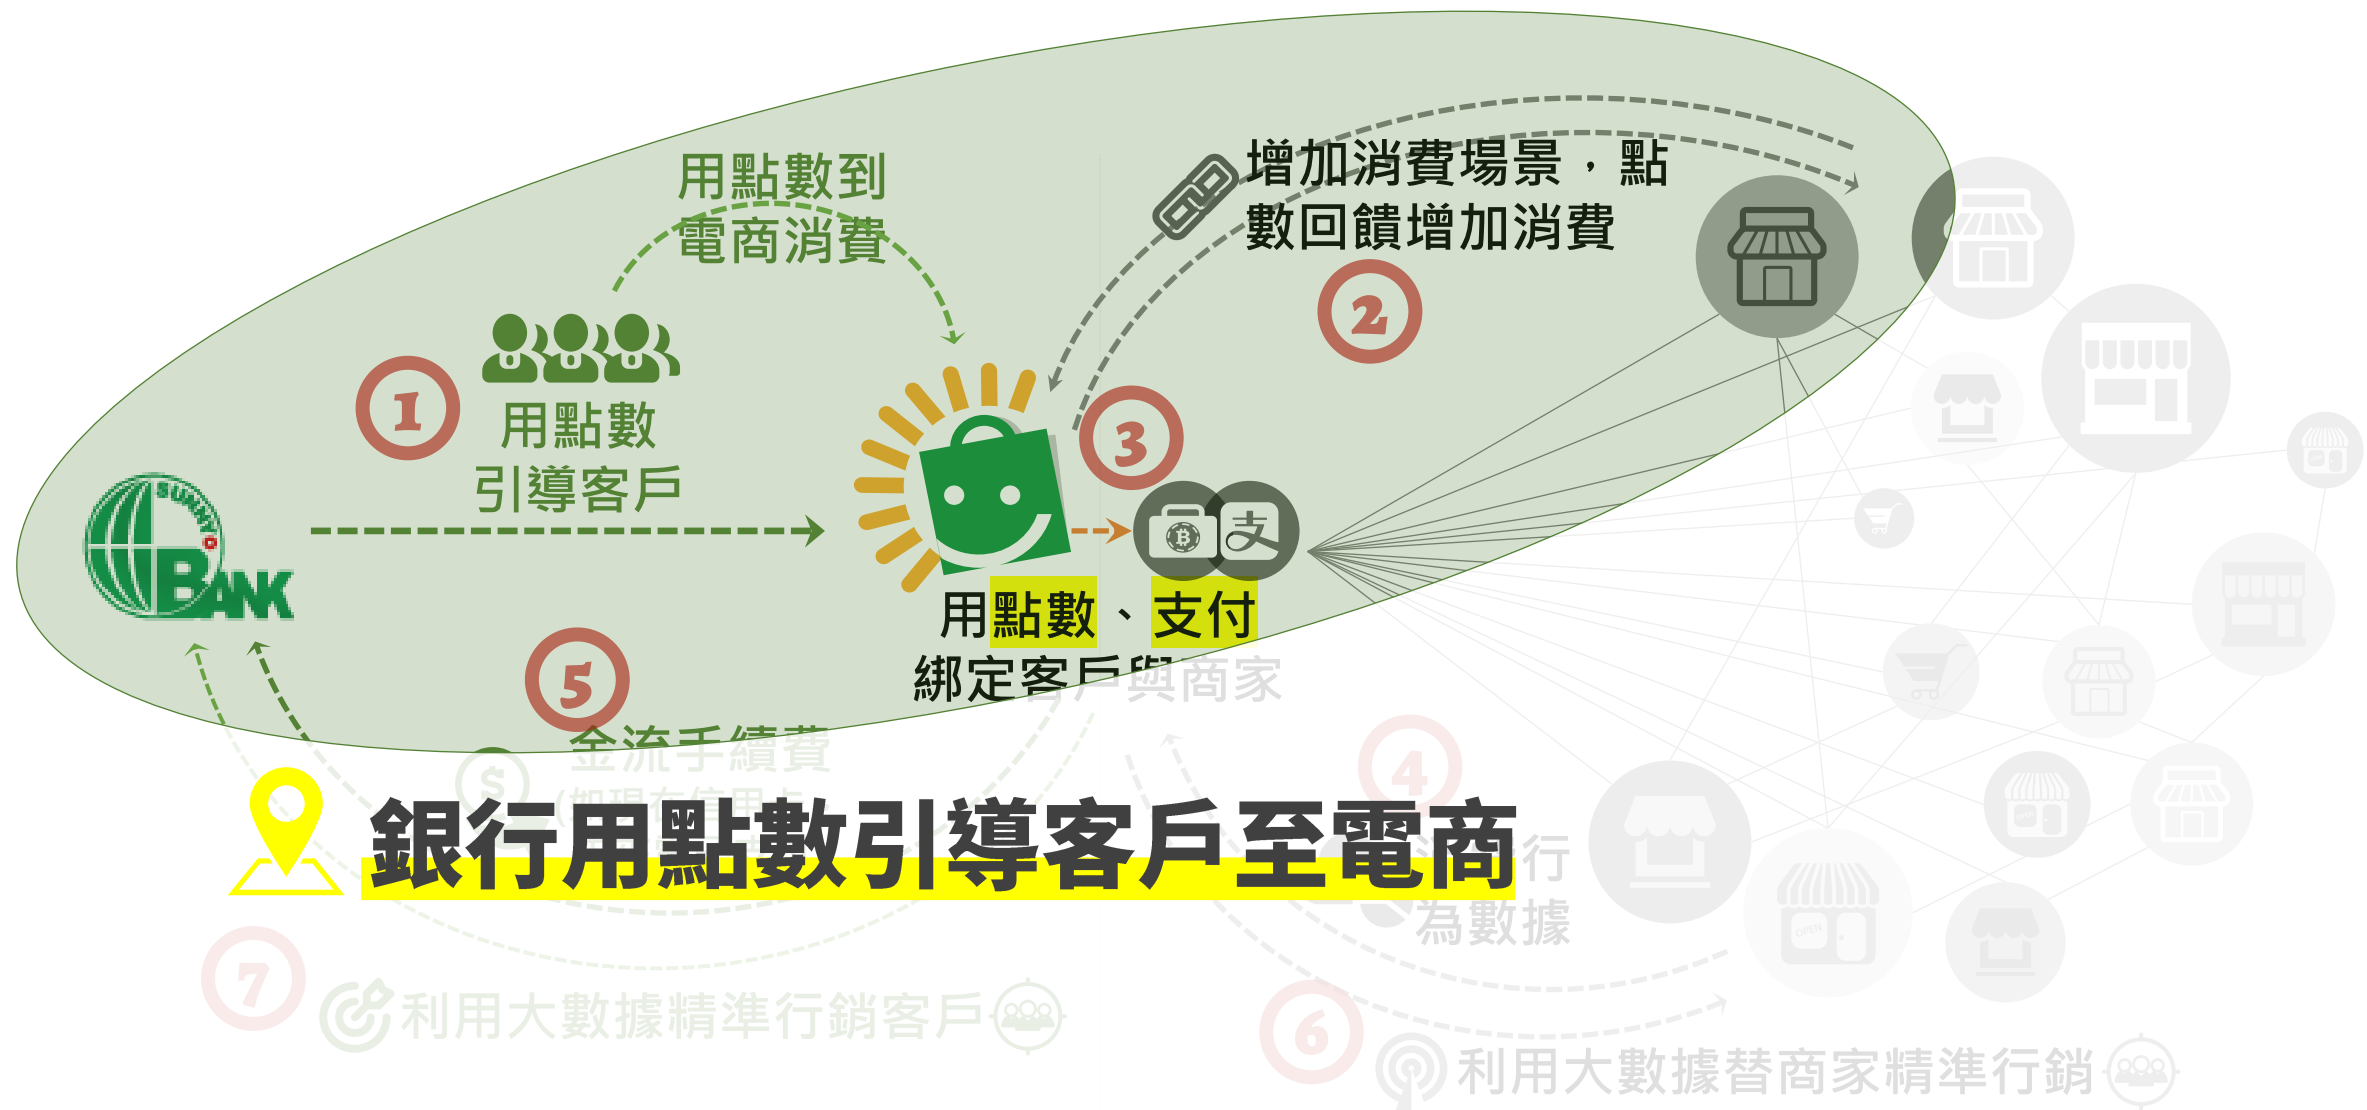 用點數到
電商消費
增加消費場景，點
數回饋增加消費
2
1
用點數
引導客戶
3
SUNNY
BANK
支
用點數、支付
綁定客戶與商家
5
金流手續費
4
銀行用點數引導客戶至電商
行
為數據
OPEN
7
利用大數據精準行銷客戶
6
利用大數據替商家精準行銷